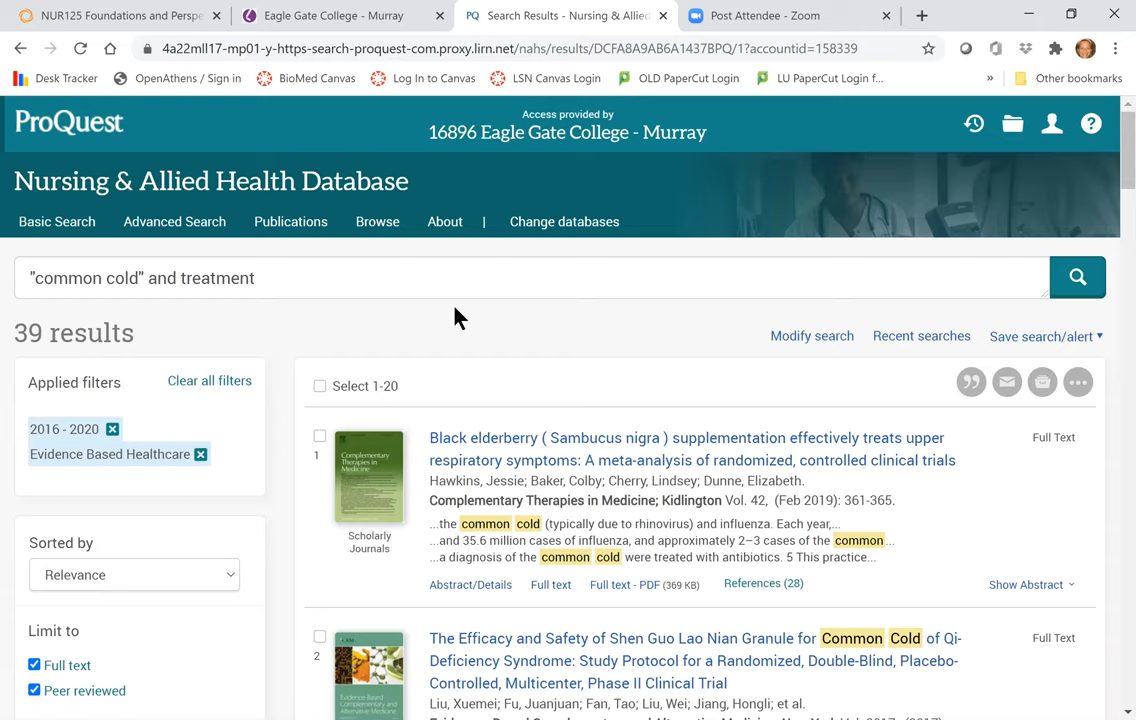 NUR125 Foundations and Perspe
Eagle Gate College - Murray
PQ Search Results - Nursing & Allied
Post Attendee - Zoom
4a22mll17-mp01-y-https-search-proquest-com.proxy.lirn.net/nahs/results/DCFA8A9AB6A1437BPQ/1?accountid=158339
Desk Tracker
OpenAthens / Sign in
BioMed Canvas
Log In to Canvas
LSN Canvas Login
OLD PaperCut Login
LU PaperCut Login f...
»
Other bookmarks
ProQuest
Access provided by
16896 Eagle Gate College - Murray
Nursing & Allied Health Database
Basic Search Advanced Search Publications Browse About | Change databases
"common cold" and treatment
39 results
Modify search Recent searches Save search/alert
Applied filters Clear all filters
2016 - 2020
Evidence Based Healthcare
Sorted by
Relevance
Limit to
Full text
Peer reviewed
Select 1-20
1
Black elderberry ( Sambucus nigra ) supplementation effectively treats upper
respiratory symptoms: A meta-analysis of randomized, controlled clinical trials
Full Text
Hawkins, Jessie; Baker, Colby; Cherry, Lindsey; Dunne, Elizabeth.
Complementary Therapies in Medicine; Kidlington Vol. 42, (Feb 2019): 361-365.
...the common cold (typically due to rhinovirus) and influenza. Each year,...
...and 35.6 million cases of influenza, and approximately 2–3 cases of the common...
...a diagnosis of the common cold were treated with antibiotics. 5 This practice...
Complementary
Therapies in
Medicine
Scholarly
Journals
Abstract/Details Full text Full text - PDF (369 KB) References (28) Show Abstract
2
The Efficacy and Safety of Shen Guo Lao Nian Granule for Common Cold of Qi-
Deficiency Syndrome: Study Protocol for a Randomized, Double-Blind, Placebo-
Controlled, Multicenter, Phase II Clinical Trial
Full Text
Liu, Xuemei; Fu, Juanjuan; Fan, Tao; Liu, Wei; Jiang, Hongli; et al.